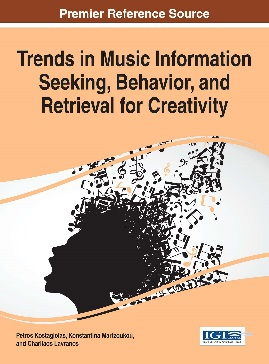 Premier Reference Source
Trends in Music Information
Seeking, Behavior, and
Retrieval for Creativity
Petros Kostagiolas, Konstantina Martzoukou,
and Charilaos Lavranos
IGI